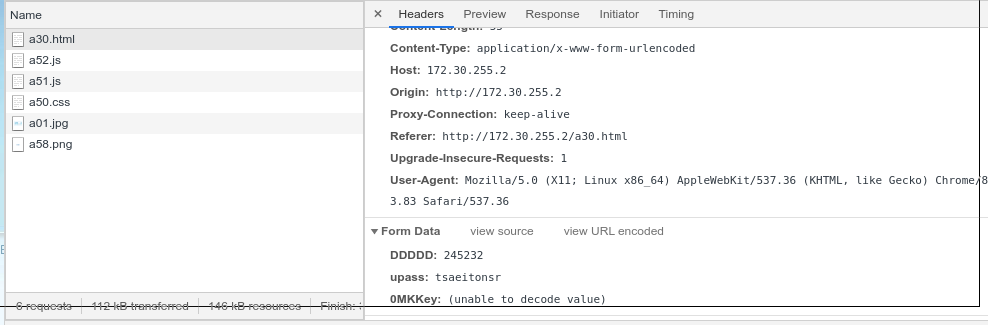 Name
a30.html
a52.js
a51.js
a50.css
a01.jpg
a58.png
6 requests 112 kB transferred 146 kB resources Finish:
Headers Preview Response Initiator Timing
Content-Length:
Content-Type: application/x-www-form-urlencoded
Host: 172.30.255.2
Origin: http://172.30.255.2
Proxy-Connection: keep-alive
Referer: http://172.30.255.2/a30.html
Upgrade-Insecure-Requests: 1
User-Agent: Mozilla/5.0 (X11; Linux x86_64) AppleWebKit/537.36 (KHTML, like Gecko) Chrome/8
3.83 Safari/537.36
Form Data view source view URL encoded
DDDDD: 245232
upass: tsaeitonsr
0MKKey: (unable to decode value)